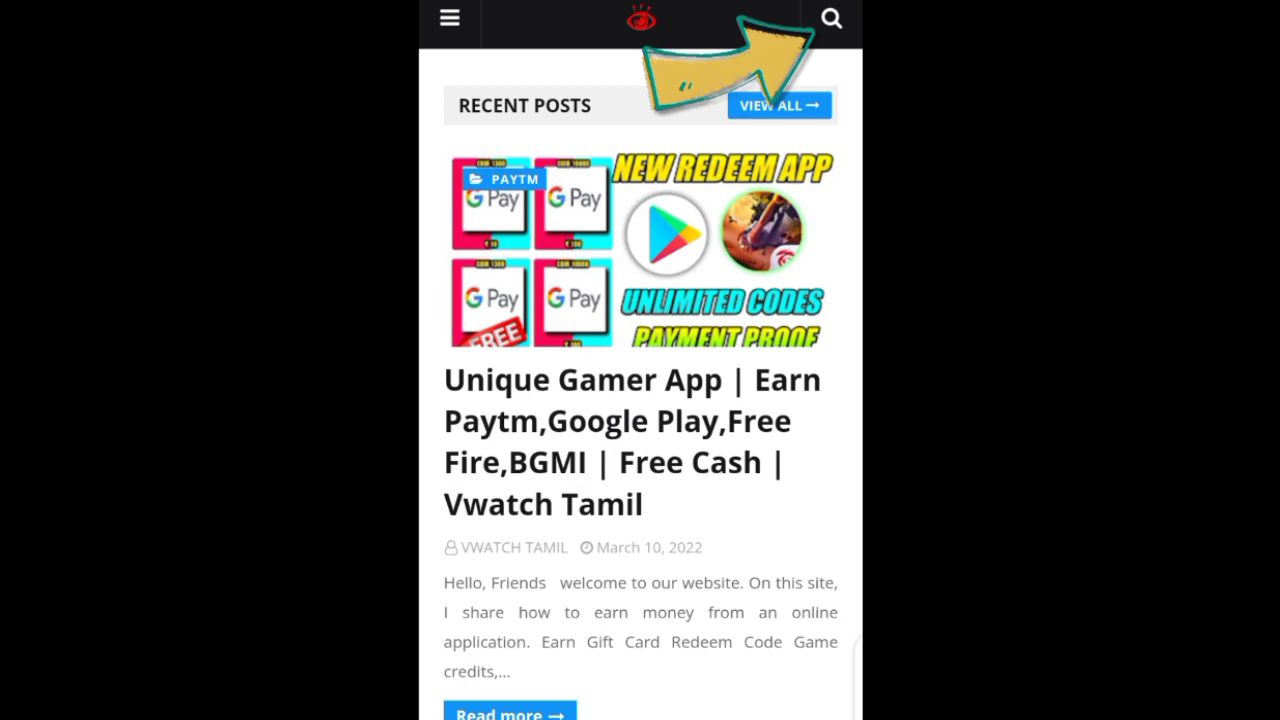 RECENT POSTS
VIEW ALL →
PAYTM
NEW REDEEM APP
G Pay
G Pay
G Pay
G Pay
FREE
UNLIMITED CODES
PAYMENT PROOF
Unique Gamer App | Earn
Paytm,Google Play,Free
Fire,BGMI | Free Cash |
Vwatch Tamil
VWATCH TAMIL March 10, 2022
Hello, Friends welcome to our website. On this site,
I share how to earn money from an online
application. Earn Gift Card Redeem Code Game
credits,...
Read more →